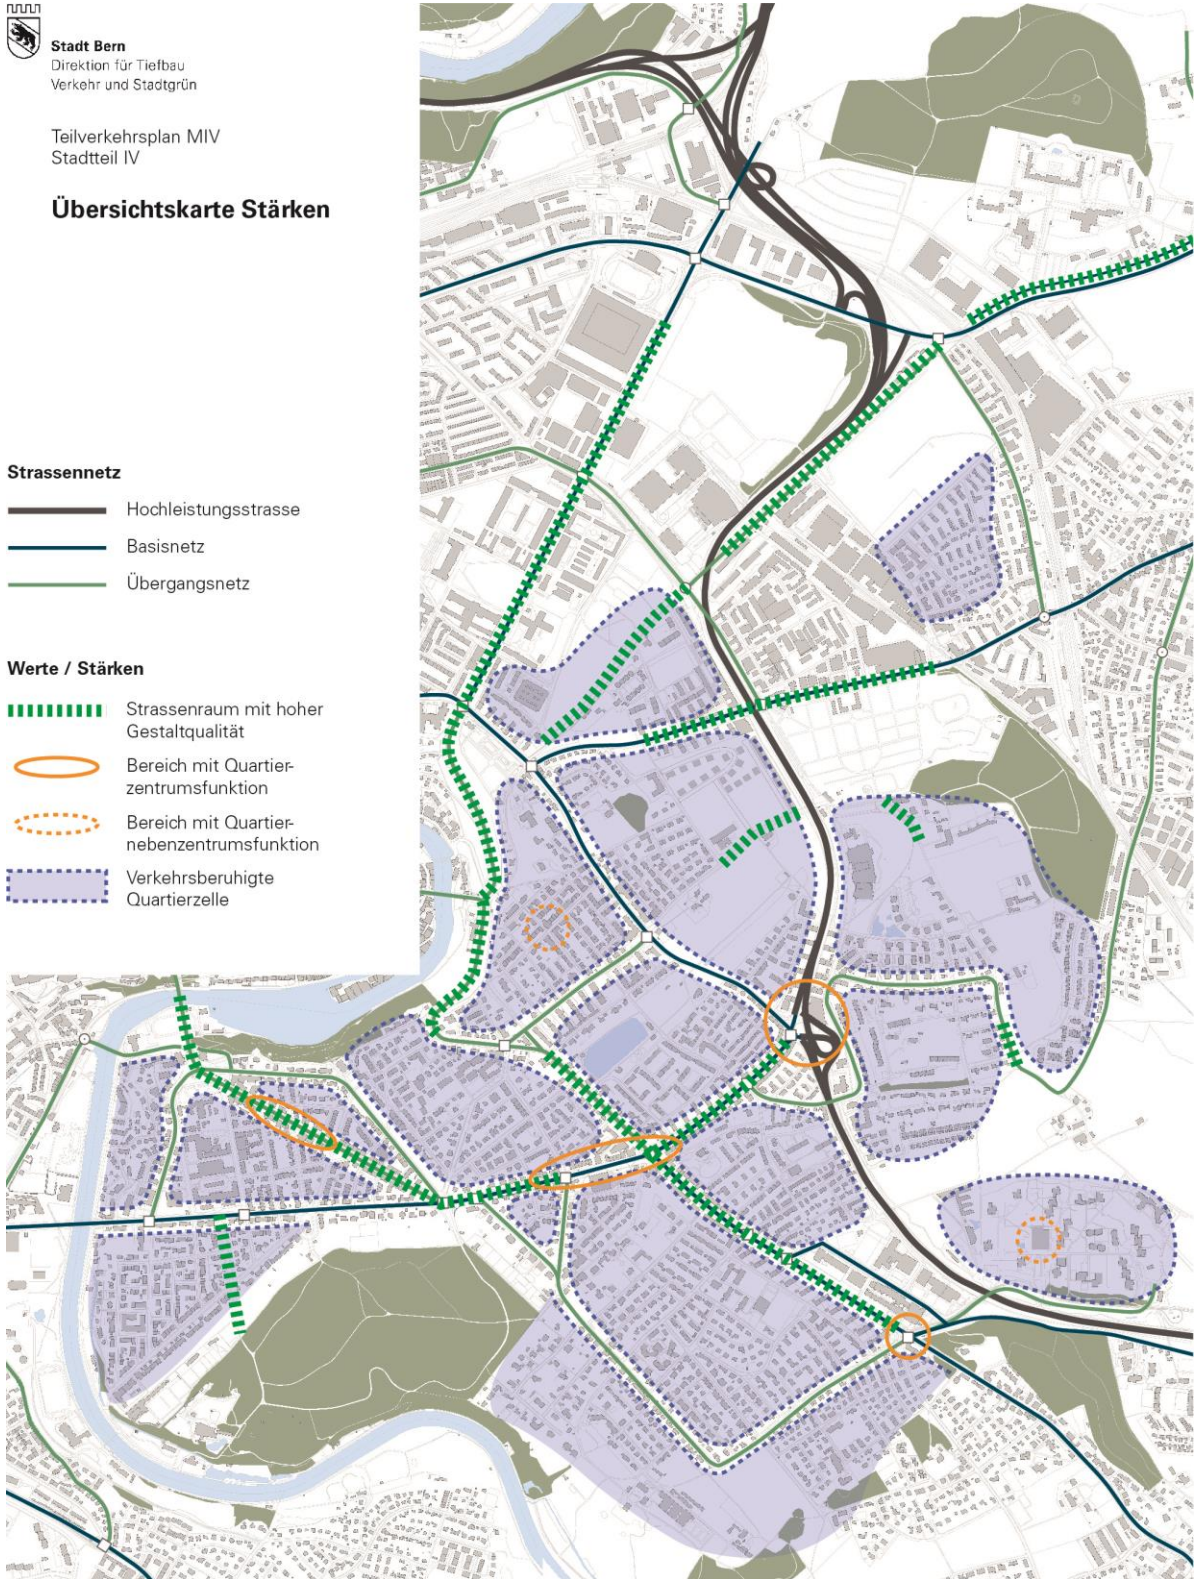 Stadt Bern
Direktion für Tiefbau
Verkehr und Stadtgrün
Teilverkehrsplan MIV
Stadtteil IV
Übersichtskarte Stärken
Strassennetz
Hochleistungsstrasse
Basisnetz
Übergangsnetz
Werte / Stärken
Strassenraum mit hoher
Gestaltqualität
Bereich mit Quartier-
zentrumsfunktion
Bereich mit Quartier-
nebenzentrumsfunktion
Verkehrsberuhigte
Quartierzelle